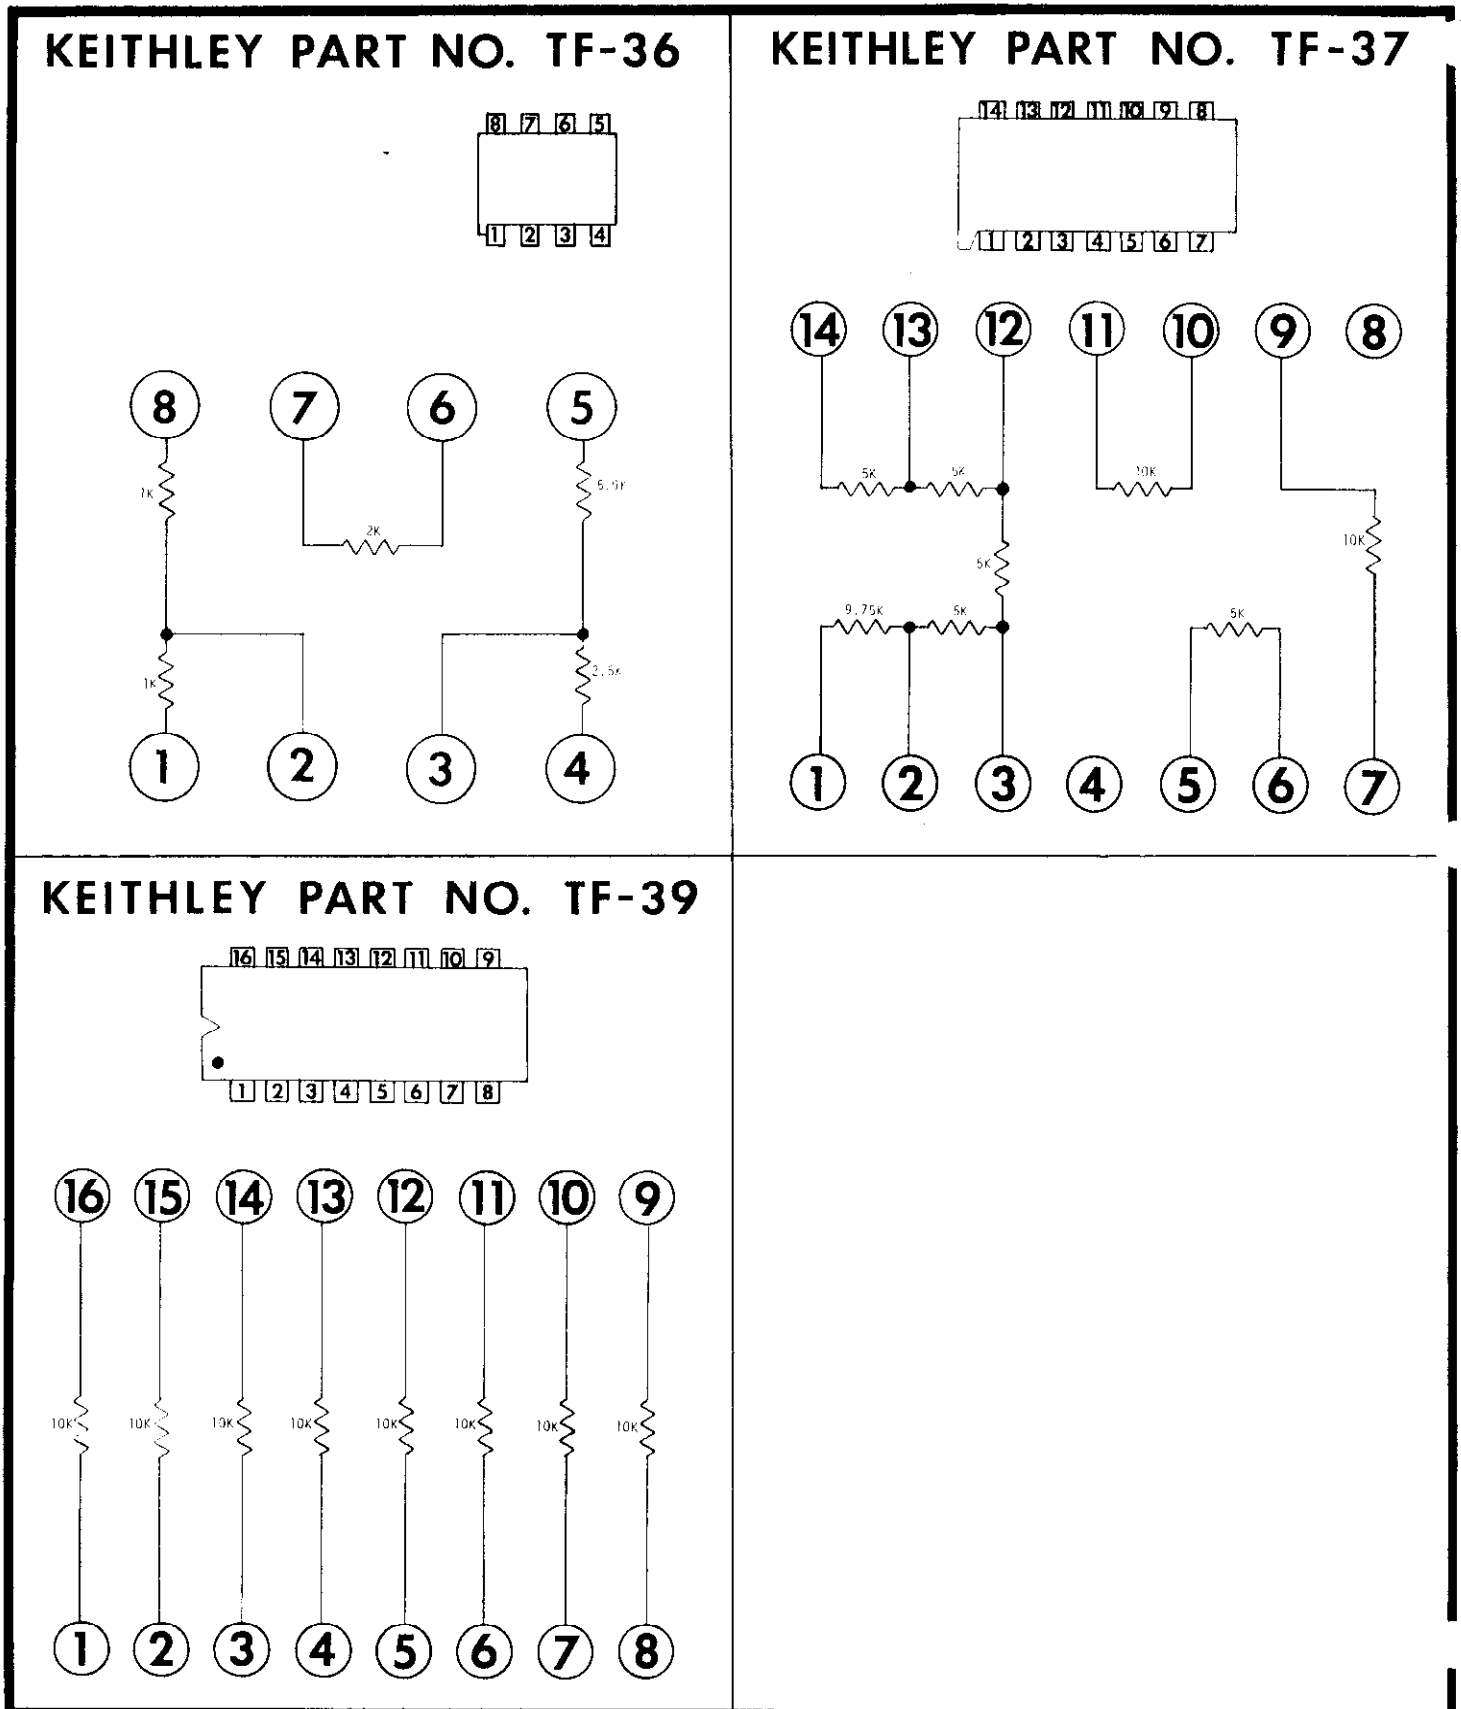 KEITHLEY PART NO. TF-36
8 7 6 5
1 2 3 4
8 7 6 5
1K
2K
1K
1 2 3 4
KEITHLEY PART NO. TF-37
14 13 12 11 10 9 8
1 2 3 4 5 6 7
14 13 12 11 10 9 8
5K 5K 10K
5K 10K
9.75K 5K 5K
1 2 3 4 5 6 7
KEITHLEY PART NO. TF-39
16 15 14 13 12 11 10 9
1 2 3 4 5 6 7 8
16 15 14 13 12 11 10 9
10K 10K 10K 10K 10K 10K 10K 10K
1 2 3 4 5 6 7 8